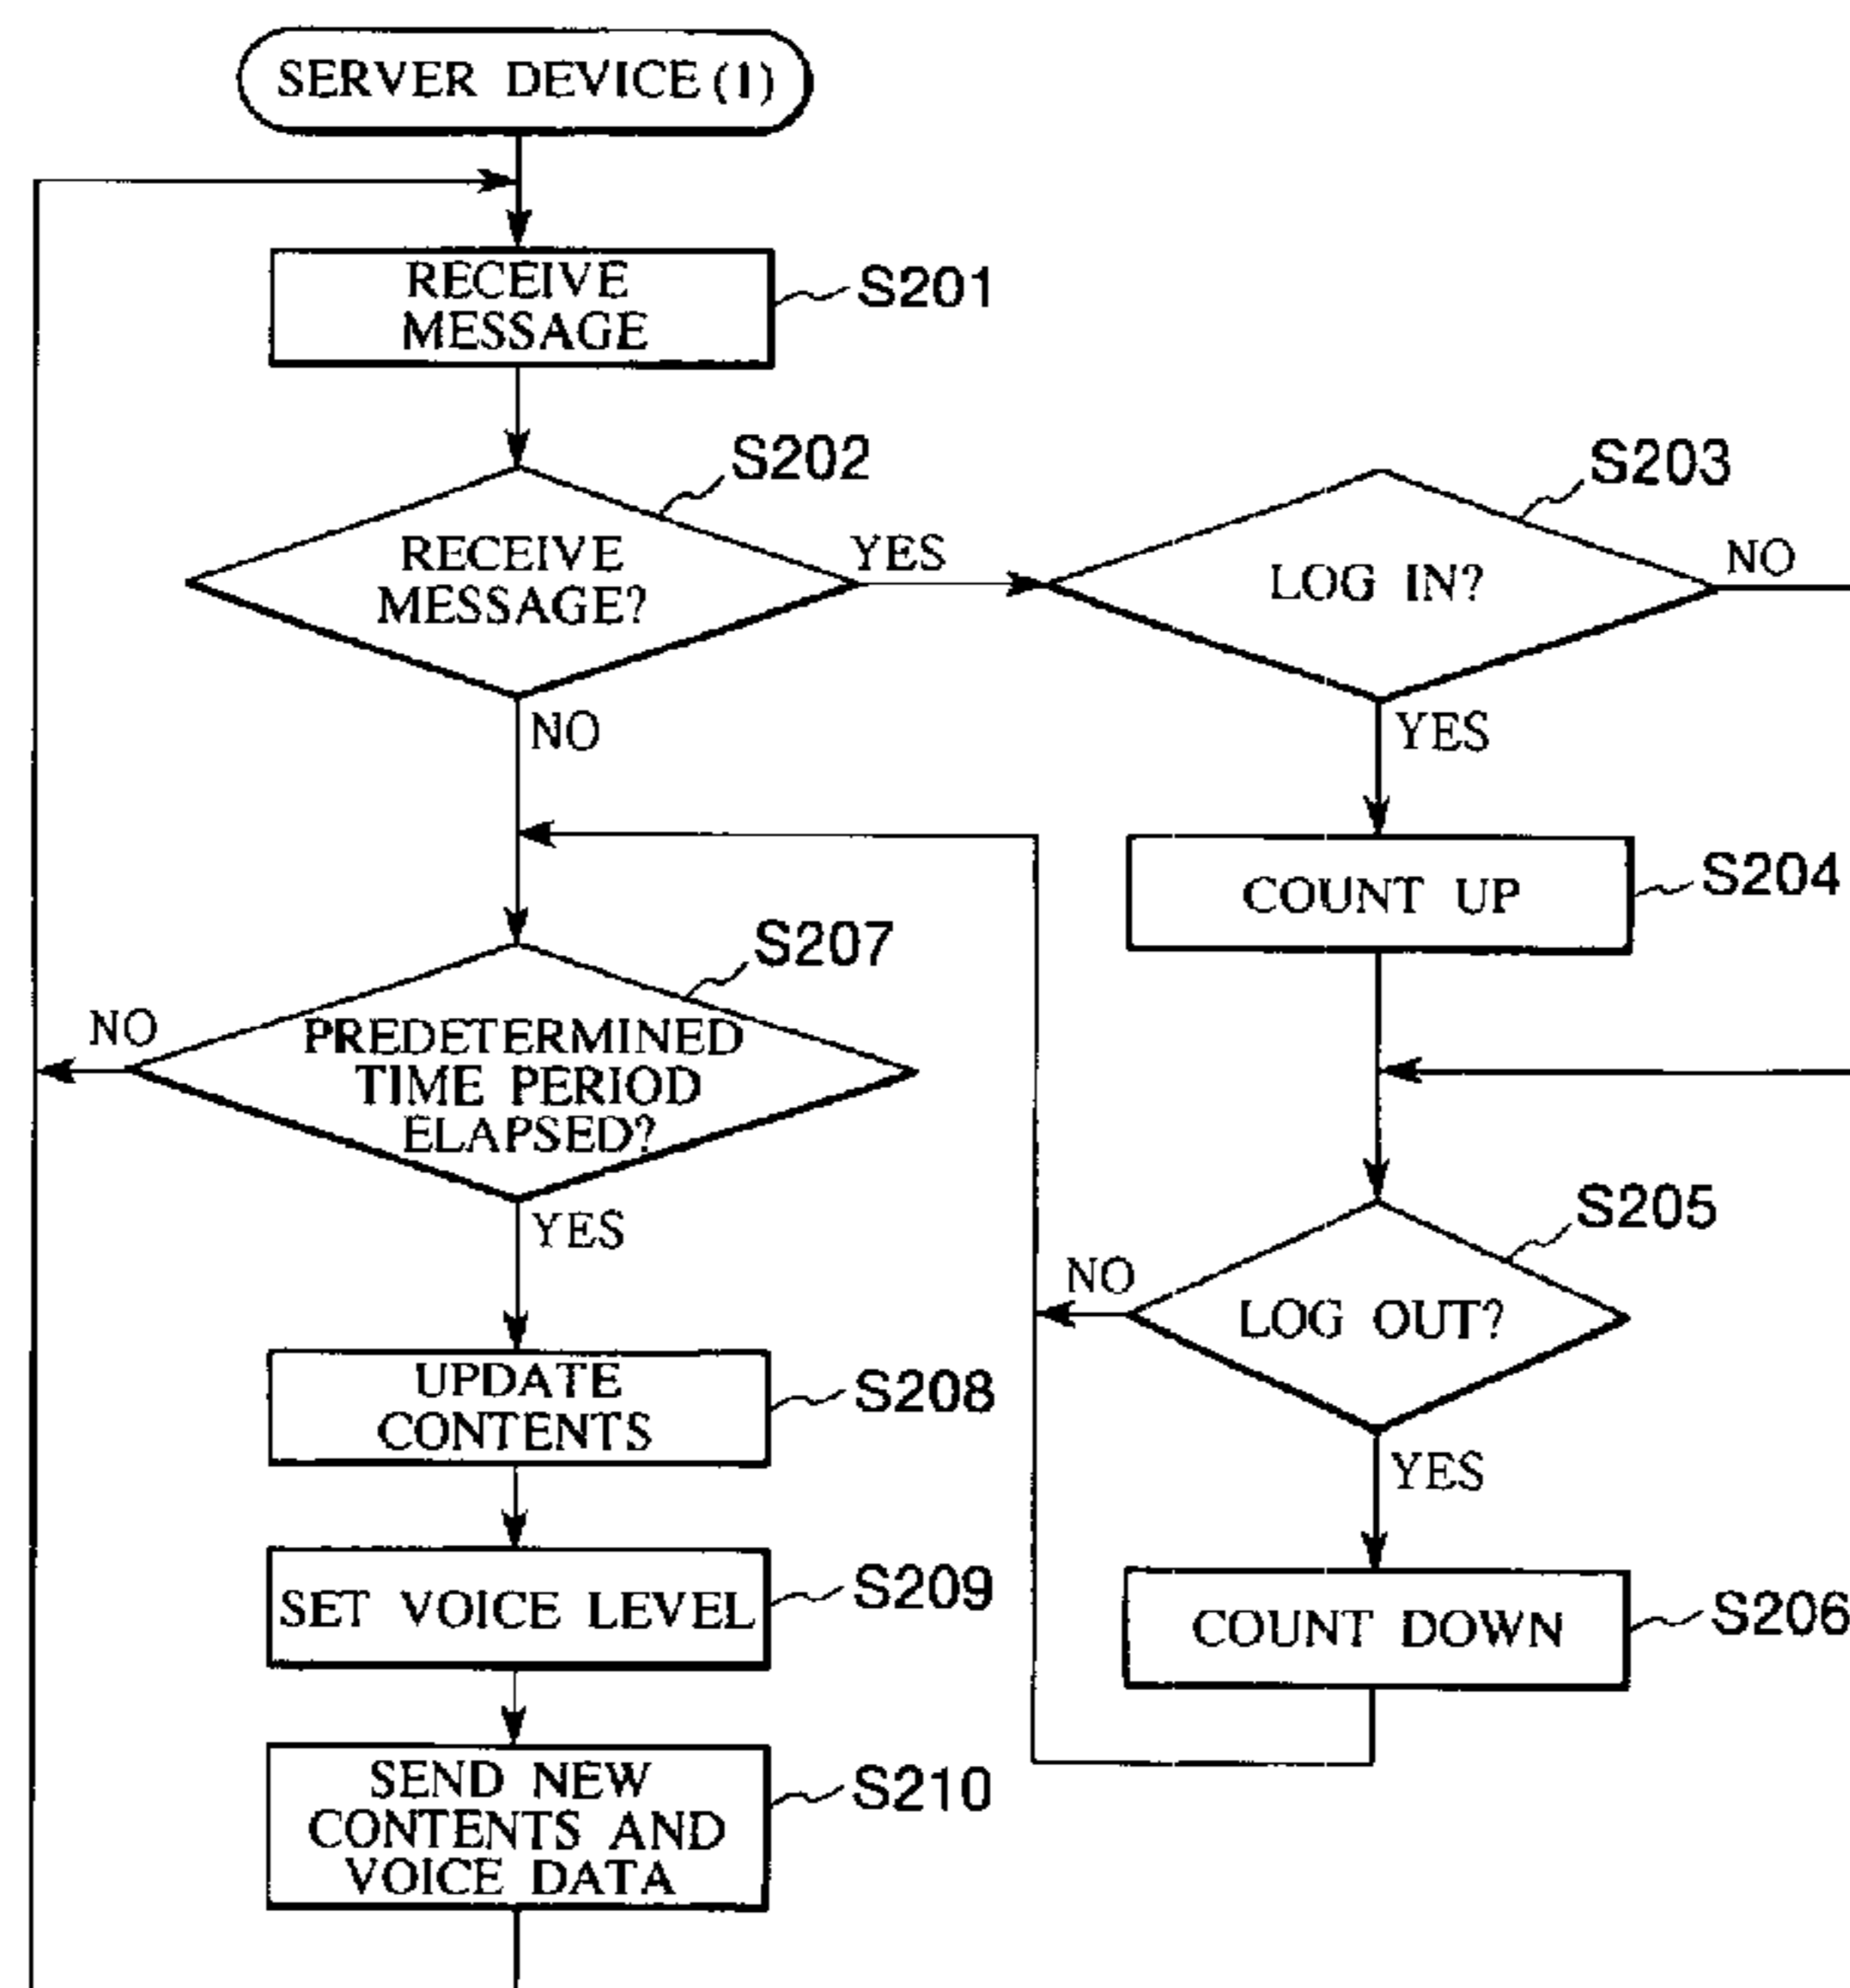 SERVER DEVICE (1)
RECEIVE
MESSAGE
S201
S202
RECEIVE
MESSAGE?
YES
NO
S203
LOG IN?
NO
YES
COUNT UP
S204
S205
LOG OUT?
NO
YES
COUNT DOWN
S206
S207
PREDETERMINED
TIME PERIOD
ELAPSED?
NO
YES
UPDATE
CONTENTS
S208
SET VOICE LEVEL
S209
SEND NEW
CONTENTS AND
VOICE DATA
S210